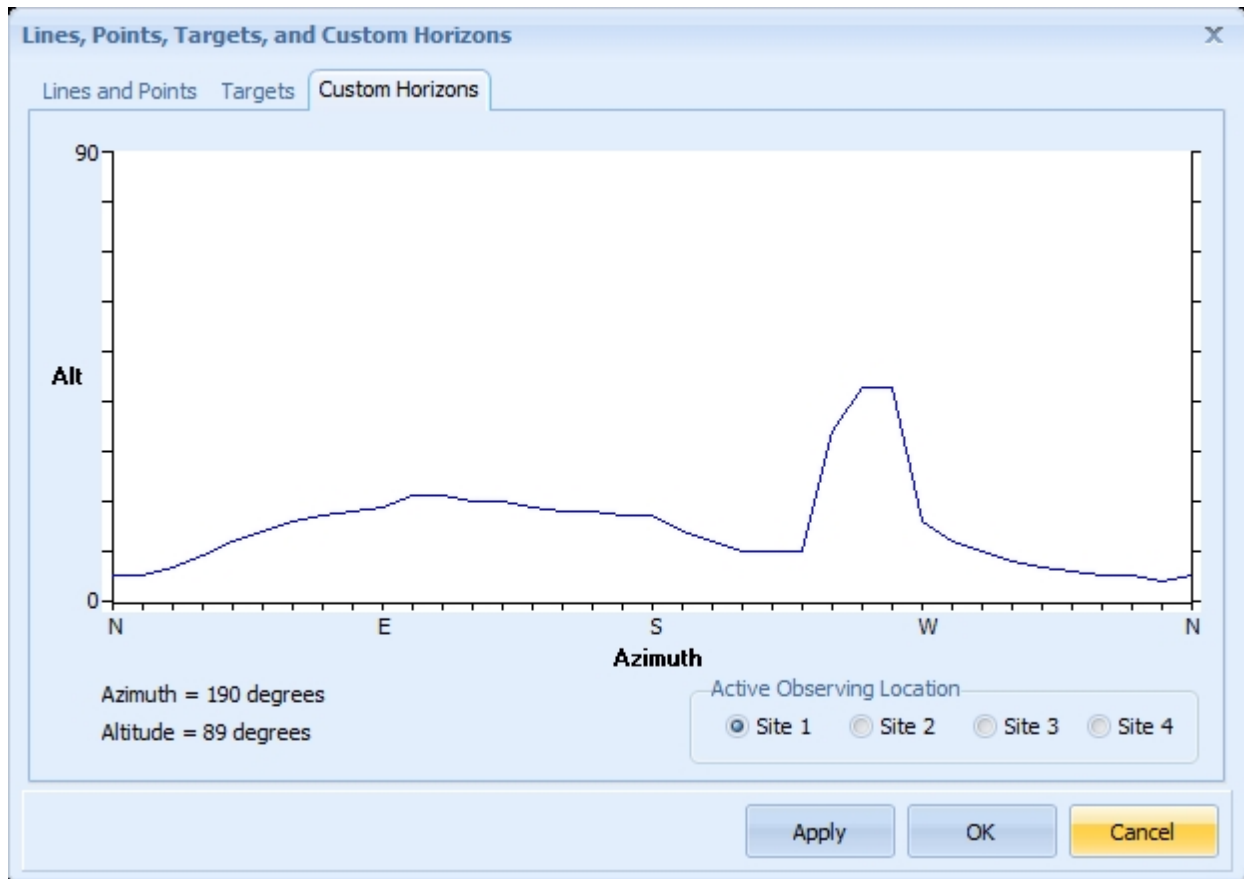 Lines, Points, Targets, and Custom Horizons
Lines and Points
Targets
Custom Horizons
90
Alt
0
N
E
S
W
N
Azimuth
Azimuth = 190 degrees
Altitude = 89 degrees
Active Observing Location
Site 1
Site 2
Site 3
Site 4
Apply
OK
Cancel